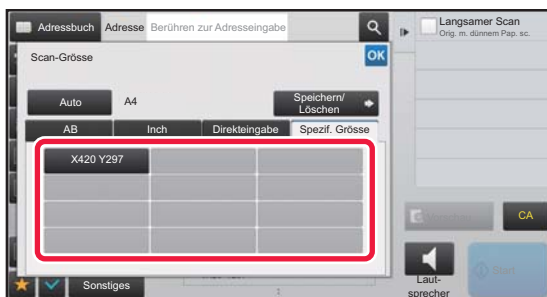 Adressbuch Adresse Berühren zur Adresseingabe
Langsamer Scan
Orig. m. dünnem Pap. sc.
Scan-Grösse
OK
Auto A4
Speichern/
Löschen
AB Inch Direkteingabe Spezif. Grösse
X420 Y297
CA
Start
Sonstiges
Laut-
sprecher